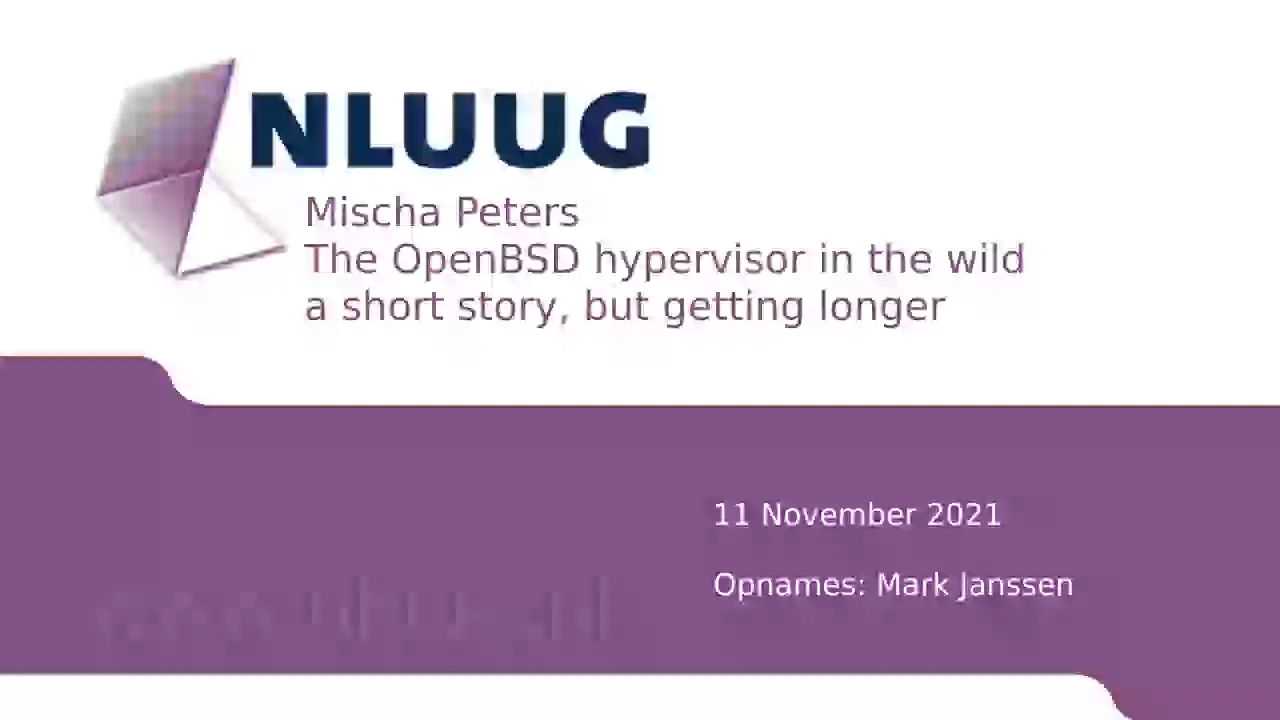 NLUUG
Mischa Peters
The OpenBSD hypervisor in the wild
a short story, but getting longer
11 November 2021
Opnames: Mark Janssen